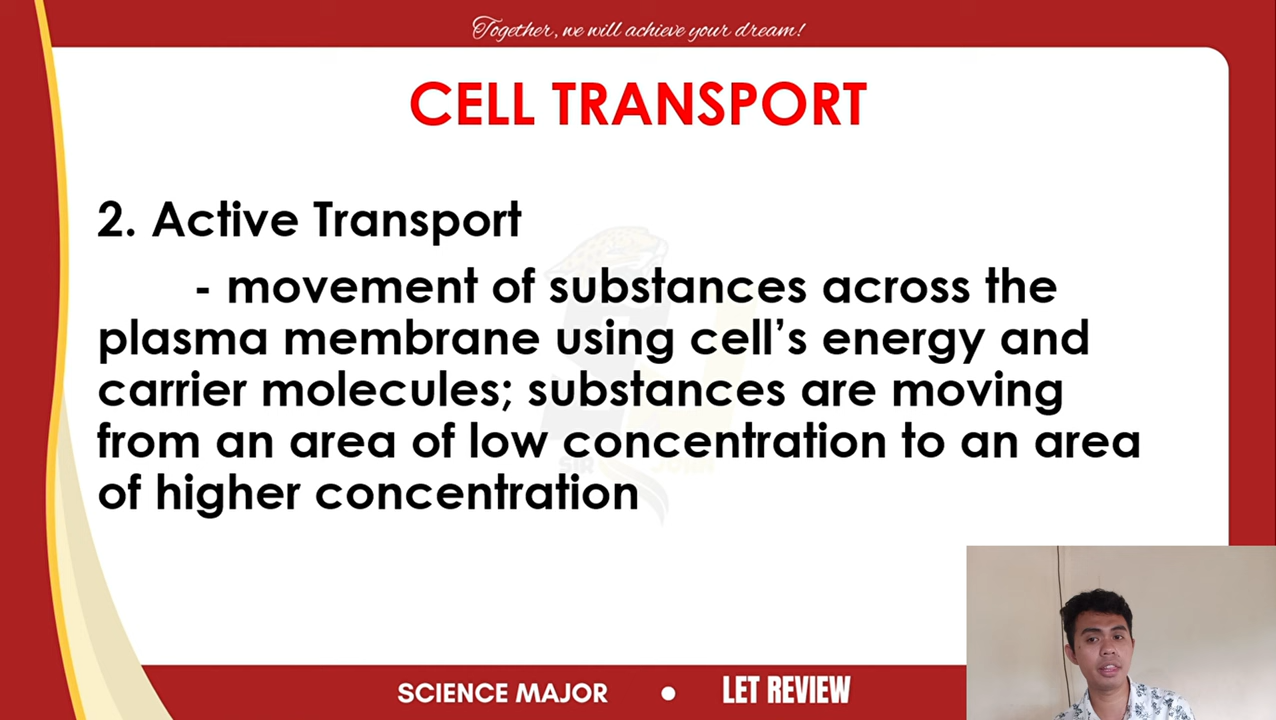 Together, we will achieve your dream!
CELL TRANSPORT
2. Active Transport
- movement of substances across the
plasma membrane using cell's energy and
carrier molecules; substances are moving
from an area of low concentration to an area
of higher concentration
SIR JOHN
SCIENCE MAJOR • LET REVIEW